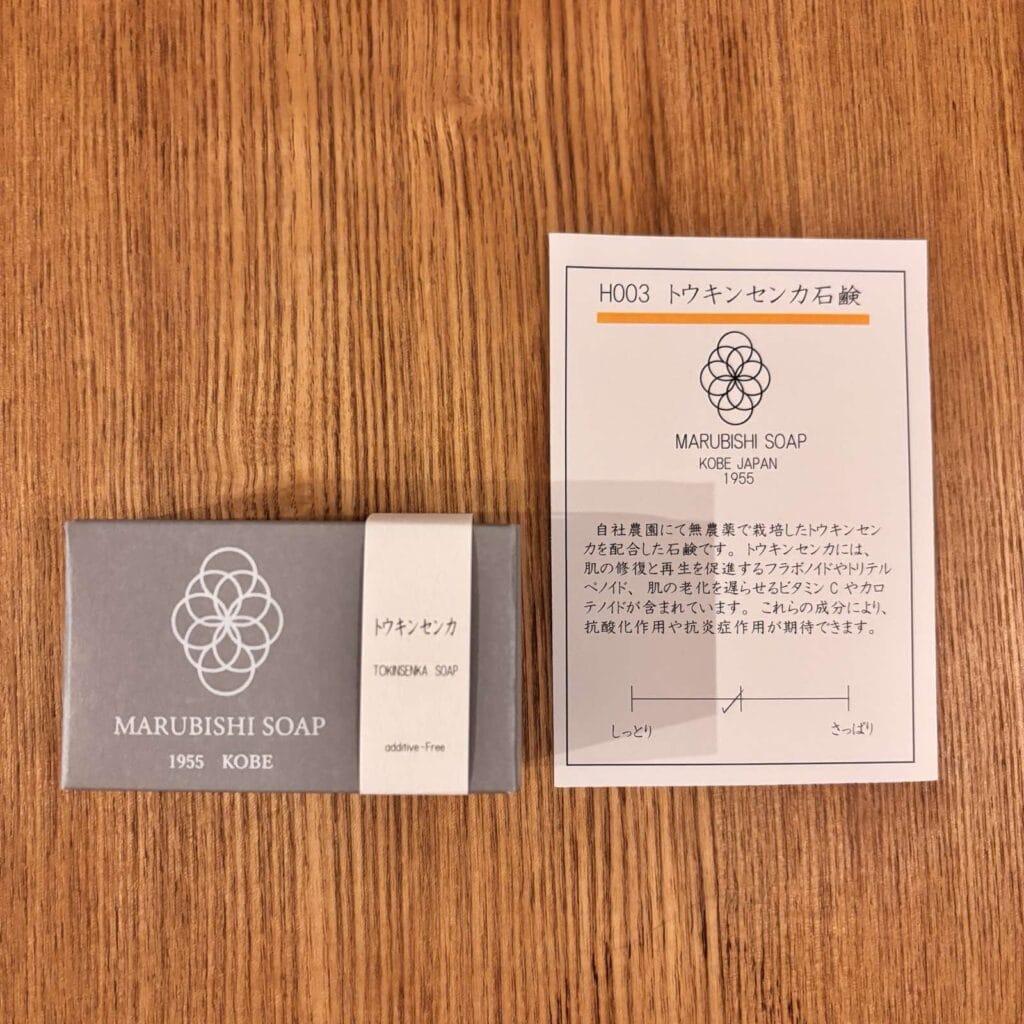 MARUBISHI SOAP
1955 KOBE
トウキンセンカ
TOKINSENKA SOAP
additive-Free
H003 トウキンセンカ石鹸
MARUBISHI SOAP
KOBE JAPAN
1955
自社農園にて無農薬で栽培したトウキンセン
カを配合した石鹸です。トウキンセンカには、
肌の修復と再生を促進するフラボノイドやトリテル
ペノイド、肌の老化を遅らせるビタミンCやカロ
テノイドが含まれています。これらの成分により、
抗酸化作用や抗炎症作用が期待できます。
しっとり さっぱり